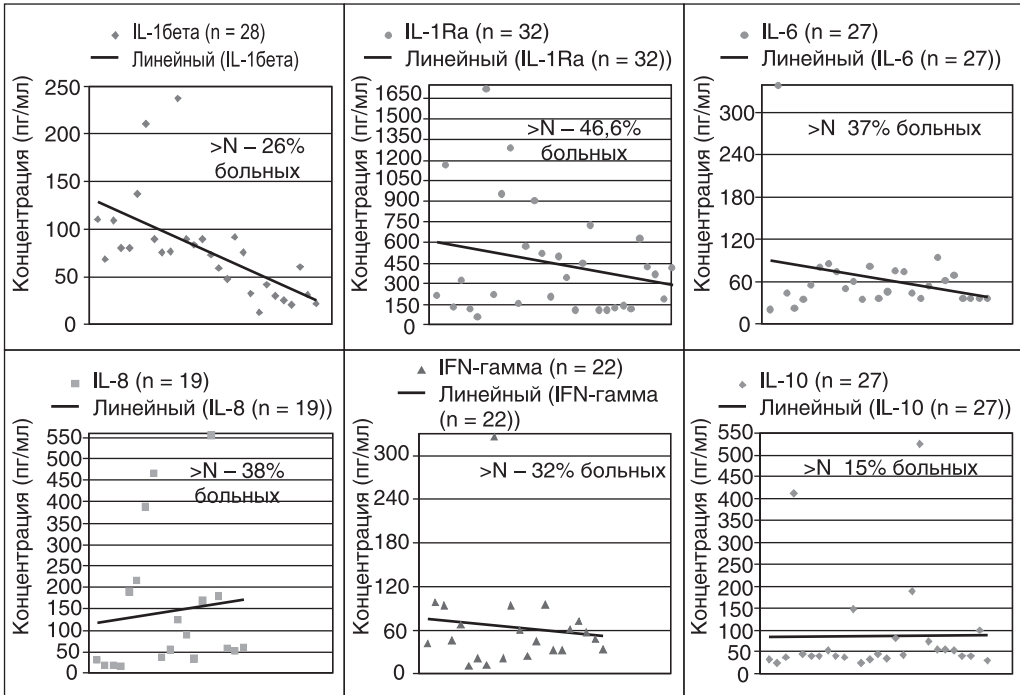 IL-1бета (n = 28)
Линейный (IL-1бета)
Концентрация (пг/мл)
250
200
150
100
50
0
>N – 26%
больных
IL-1Ra (n = 32)
Линейный (IL-1Ra (n = 32))
Концентрация (пг/мл)
1650
1500
1350
1200
1050
900
750
600
450
300
150
0
>N – 46,6%
больных
IL-6 (n = 27)
Линейный (IL-6 (n = 27))
Концентрация (пг/мл)
300
240
180
120
60
0
>N 37% больных
IL-8 (n = 19)
Линейный (IL-8 (n = 19))
Концентрация (пг/мл)
550
500
450
400
350
300
250
200
150
100
50
0
>N – 38%
больных
IFN-гамма (n = 22)
Линейный (IFN-гамма
(n = 22))
Концентрация (пг/мл)
300
240
180
120
60
0
>N – 32% больных
IL-10 (n = 27)
Линейный (IL-10 (n = 27))
Концентрация (пг/мл)
550
500
450
400
350
300
250
200
150
100
50
0
>N 15% больных